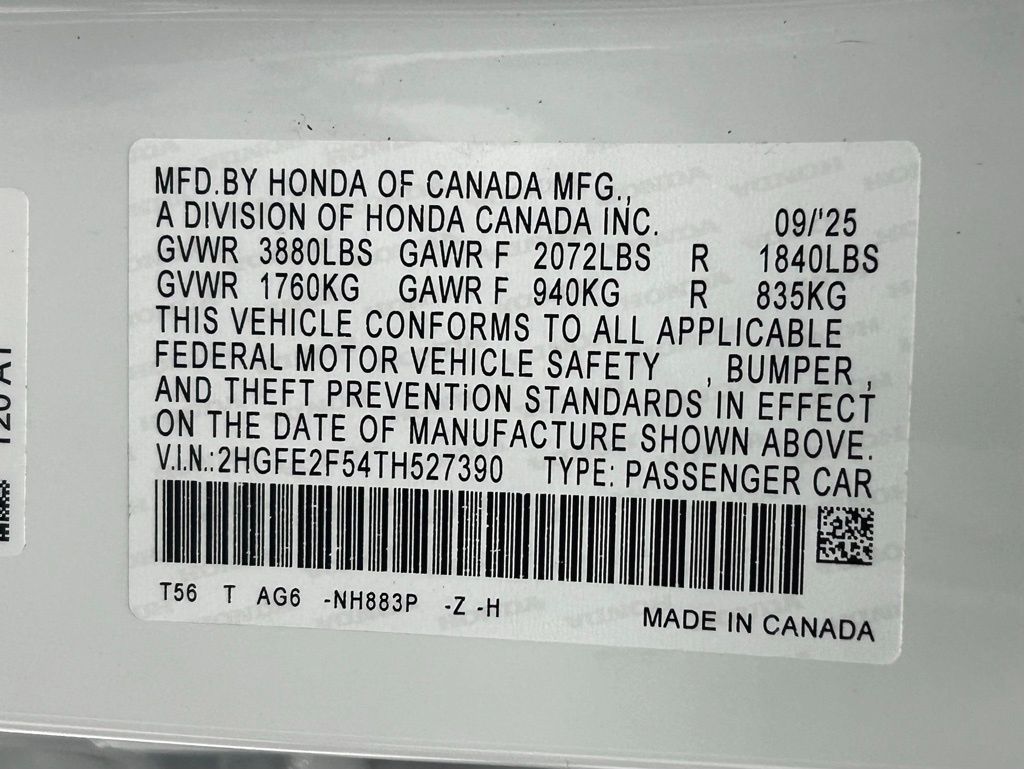 MFD.BY HONDA OF CANADA MFG.,
A DIVISION OF HONDA CANADA INC. 09/'25
GVWR 3880LBS GAWR F 2072LBS R 1840LBS
GVWR 1760KG GAWR F 940KG R 835KG
THIS VEHICLE CONFORMS TO ALL APPLICABLE
FEDERAL MOTOR VEHICLE SAFETY , BUMPER ,
AND THEFT PREVENTION STANDARDS IN EFFECT
ON THE DATE OF MANUFACTURE SHOWN ABOVE.
V.I.N.:2HGFE2F54TH527390 TYPE: PASSENGER CAR
T56 T AG6 -NH883P -Z -H
MADE IN CANADA